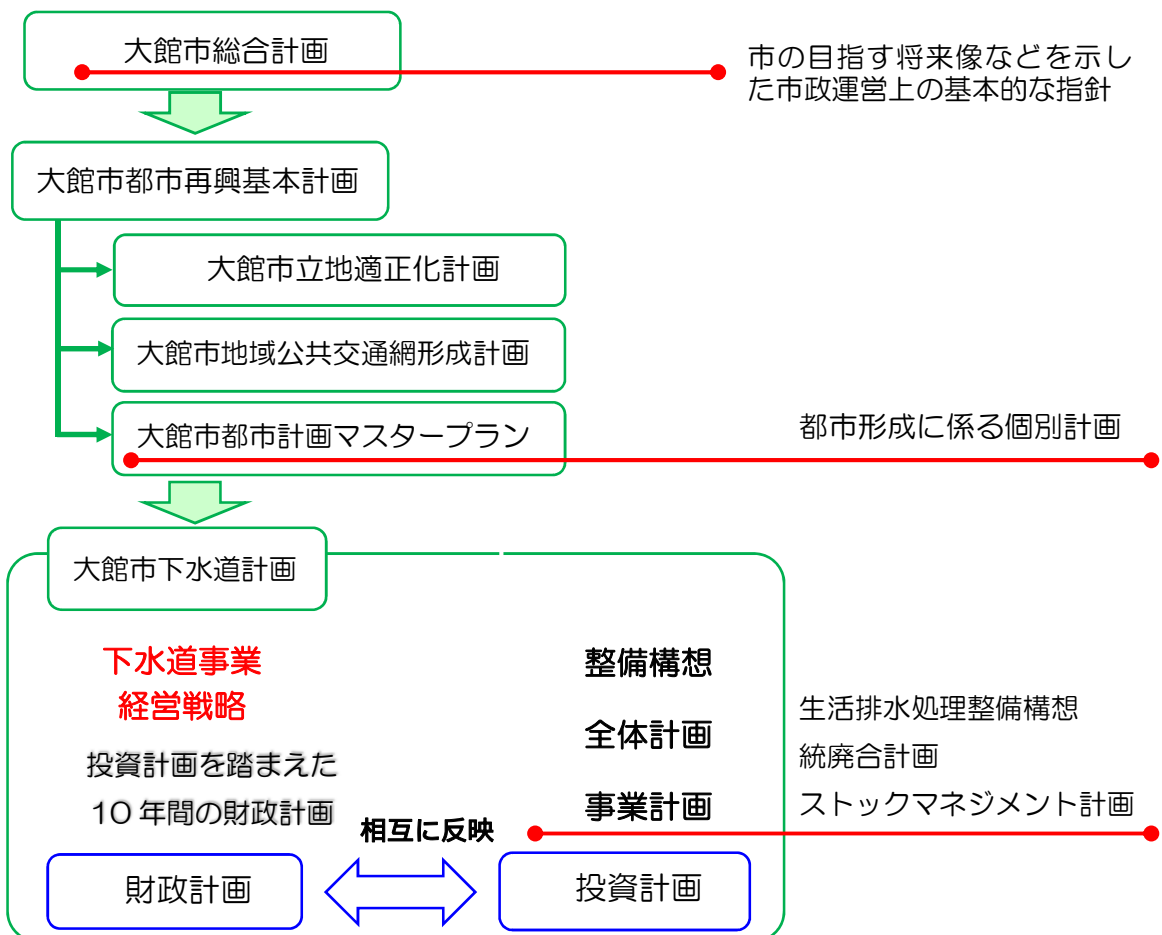 大館市総合計画
市の目指す将来像などを示し
た市政運営上の基本的な指針
大館市都市再興基本計画
大館市立地適正化計画
大館市地域公共交通網形成計画
大館市都市計画マスタープラン
都市形成に係る個別計画
大館市下水道計画
下水道事業
経営戦略
投資計画を踏まえた
10年間の財政計画
整備構想
全体計画
事業計画
生活排水処理整備構想
統廃合計画
ストックマネジメント計画
相互に反映
財政計画
投資計画